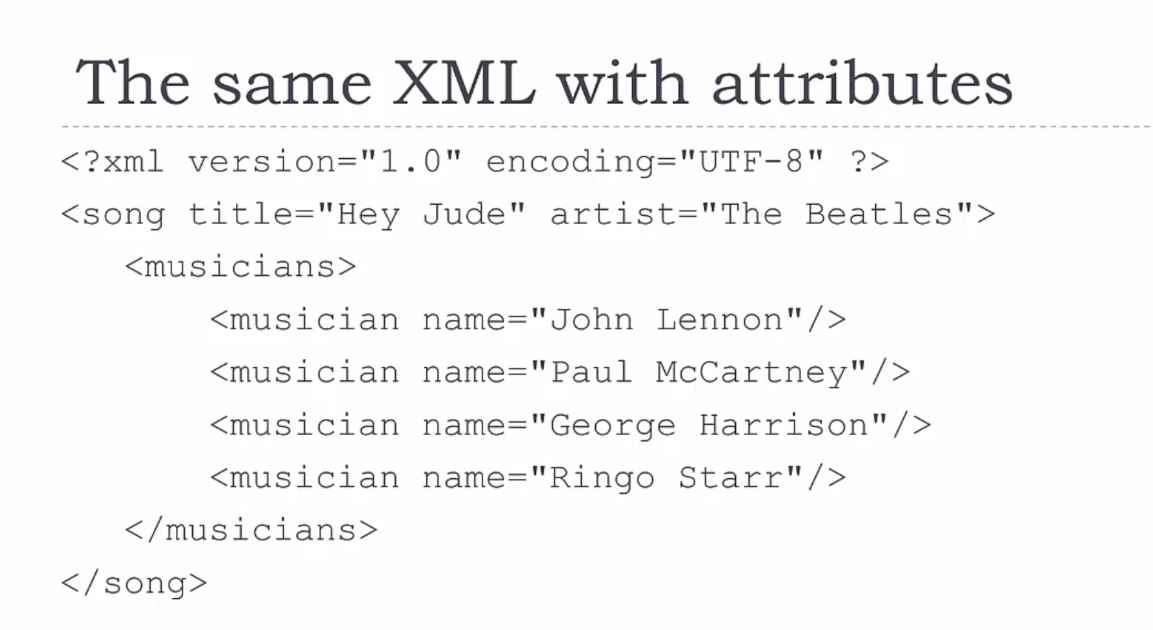 The same XML with attributes
<?xml version="1.0" encoding="UTF-8" ?>
<song title="Hey Jude" artist="The Beatles">
<musicians>
<musician name="John Lennon"/>
<musician name="Paul McCartney"/>
<musician name="George Harrison"/>
<musician name="Ringo Starr"/>
</musicians>
</song>